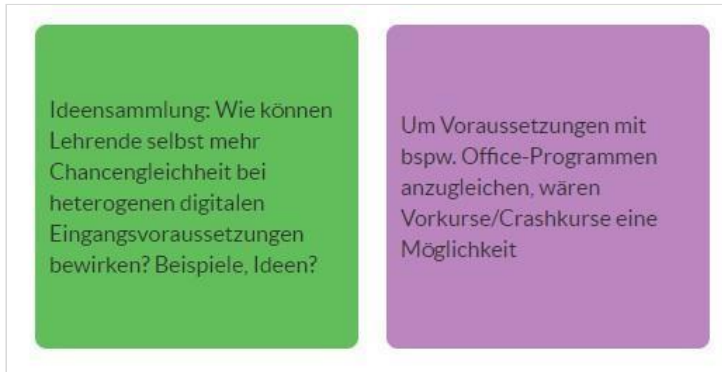 Ideensammlung: Wie können
Lehrende selbst mehr
Chancengleichheit bei
heterogenen digitalen
Eingangsvoraussetzungen
bewirken? Beispiele, Ideen?
Um Voraussetzungen mit
bspw. Office-Programmen
anzugleichen, wären
Vorkurse/Crashkurse eine
Möglichkeit